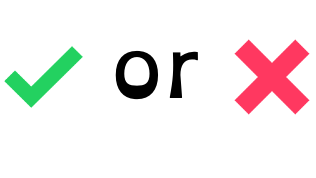 ✓ or ✗